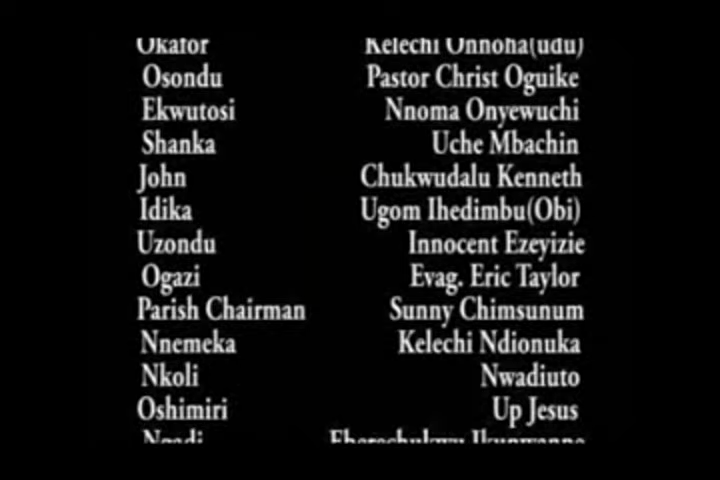 Okafor Kelechi Onnoha(udu)
Osondu Pastor Christ Oguike
Ekwutosi Nnoma Onyewuchi
Shanka Uche Mbachin
John Chukwudalu Kenneth
Idika Ugom Ihedimbu(Obi)
Uzondu Innocent Ezeyizie
Ogazi Evag. Eric Taylor
Parish Chairman Sunny Chimsunum
Nnemeka Kelechi Ndionuka
Nkoli Nwadiuto
Oshimiri Up Jesus